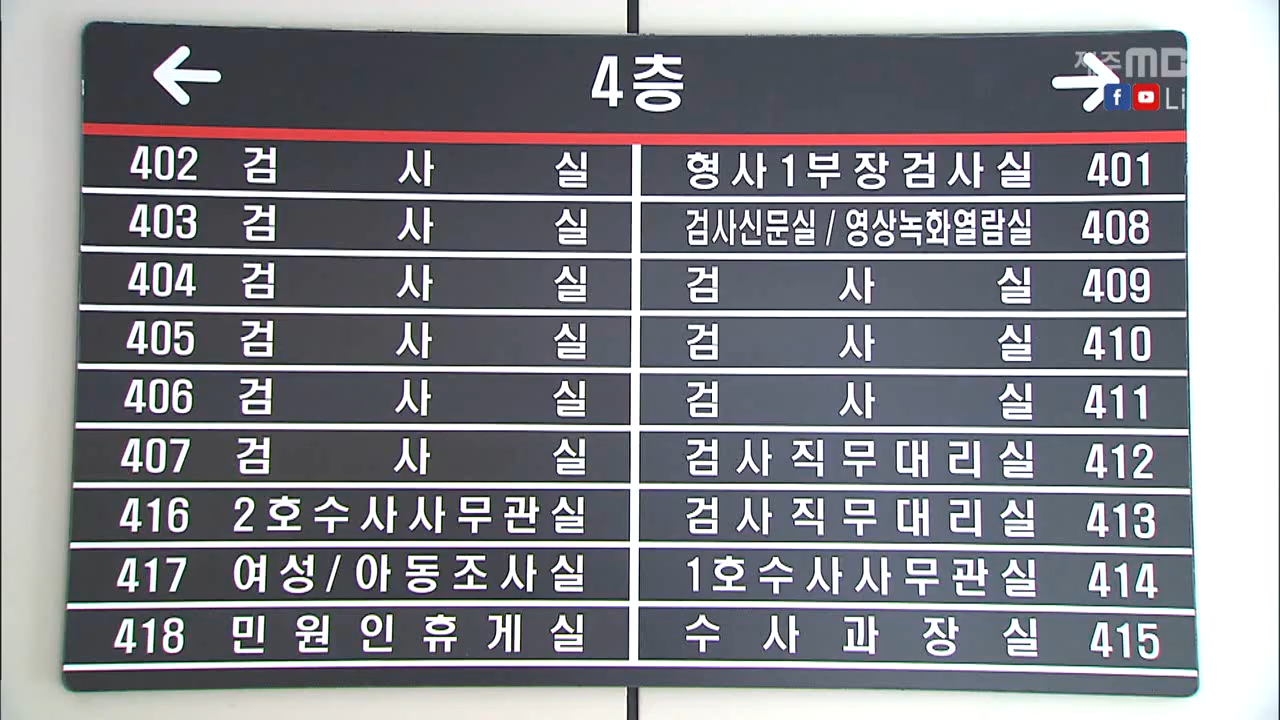 ← 4층 →
제주MBC
Li
402 검사실 형사1부장검사실 401
403 검사실 검사신문실 / 영상녹화열람실 408
404 검사실 검사실 409
405 검사실 검사실 410
406 검사실 검사실 411
407 검사실 검사직무대리실 412
416 2호수사사무관실 검사직무대리실 413
417 여성/아동조사실 1호수사사무관실 414
418 민원인휴게실 수사과장실 415